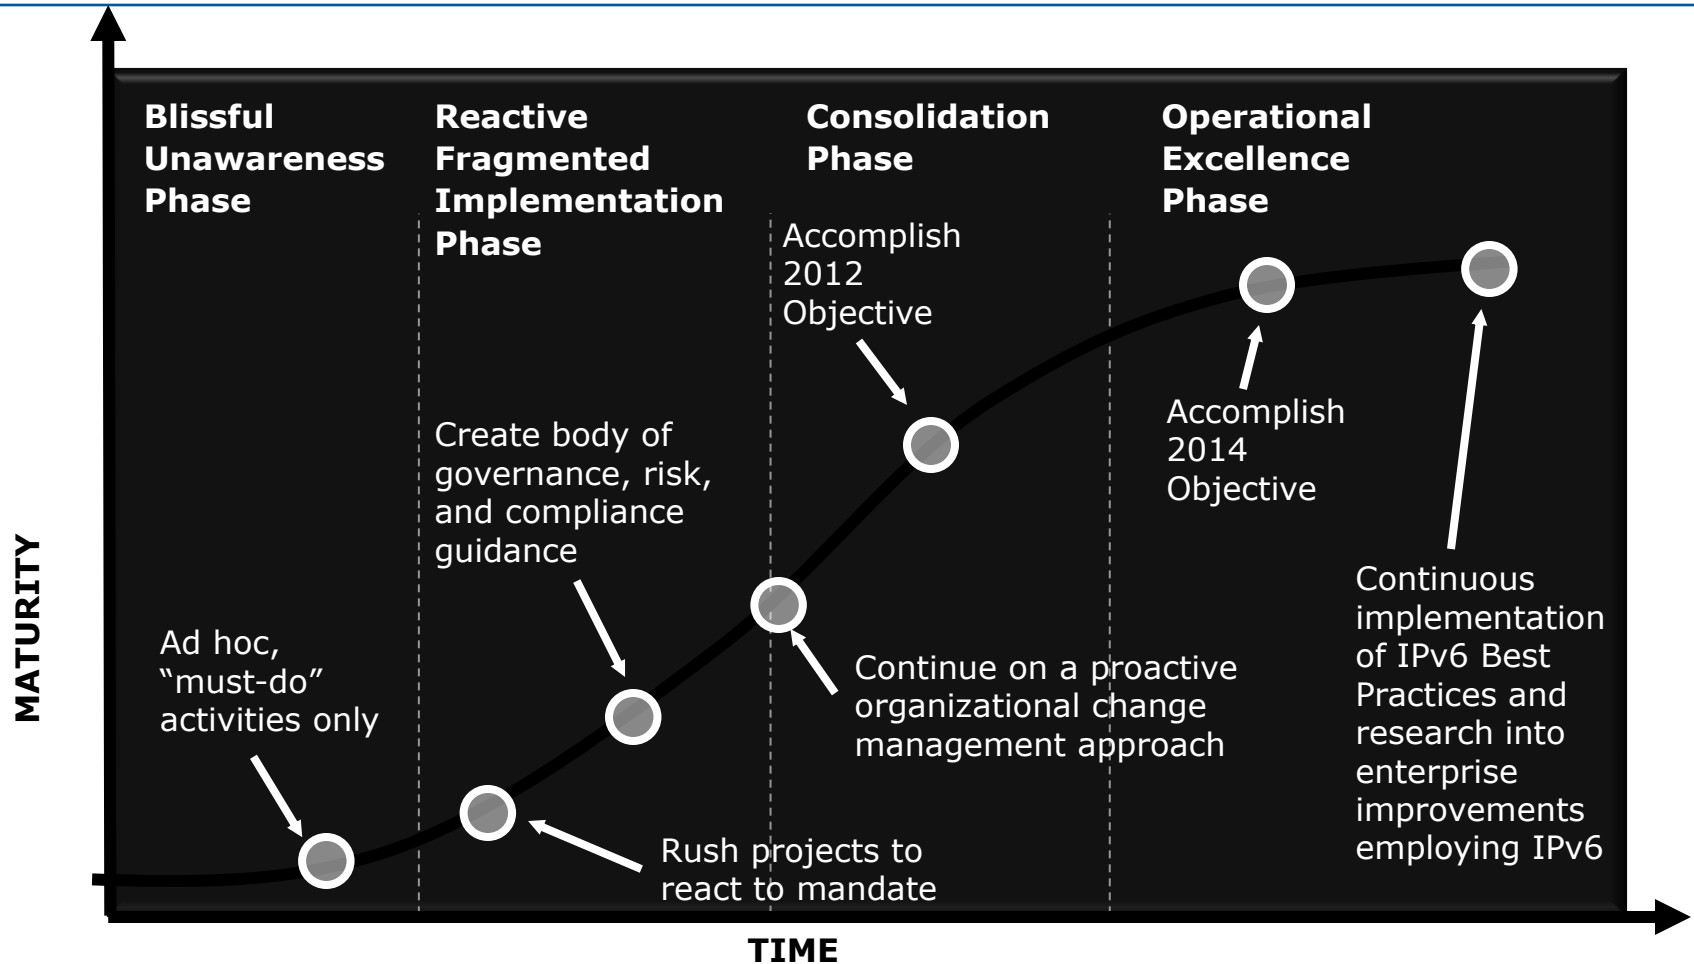 Blissful
Unawareness
Phase
Reactive
Fragmented
Implementation
Phase
Consolidation
Phase
Operational
Excellence
Phase
Accomplish
2012
Objective
Accomplish
2014
Objective
Create body of
governance, risk,
and compliance
guidance
Ad hoc,
“must-do”
activities only
Continue on a proactive
organizational change
management approach
Continuous
implementation
of IPv6 Best
Practices and
research into
enterprise
improvements
employing IPv6
Rush projects to
react to mandate
MATURITY
TIME